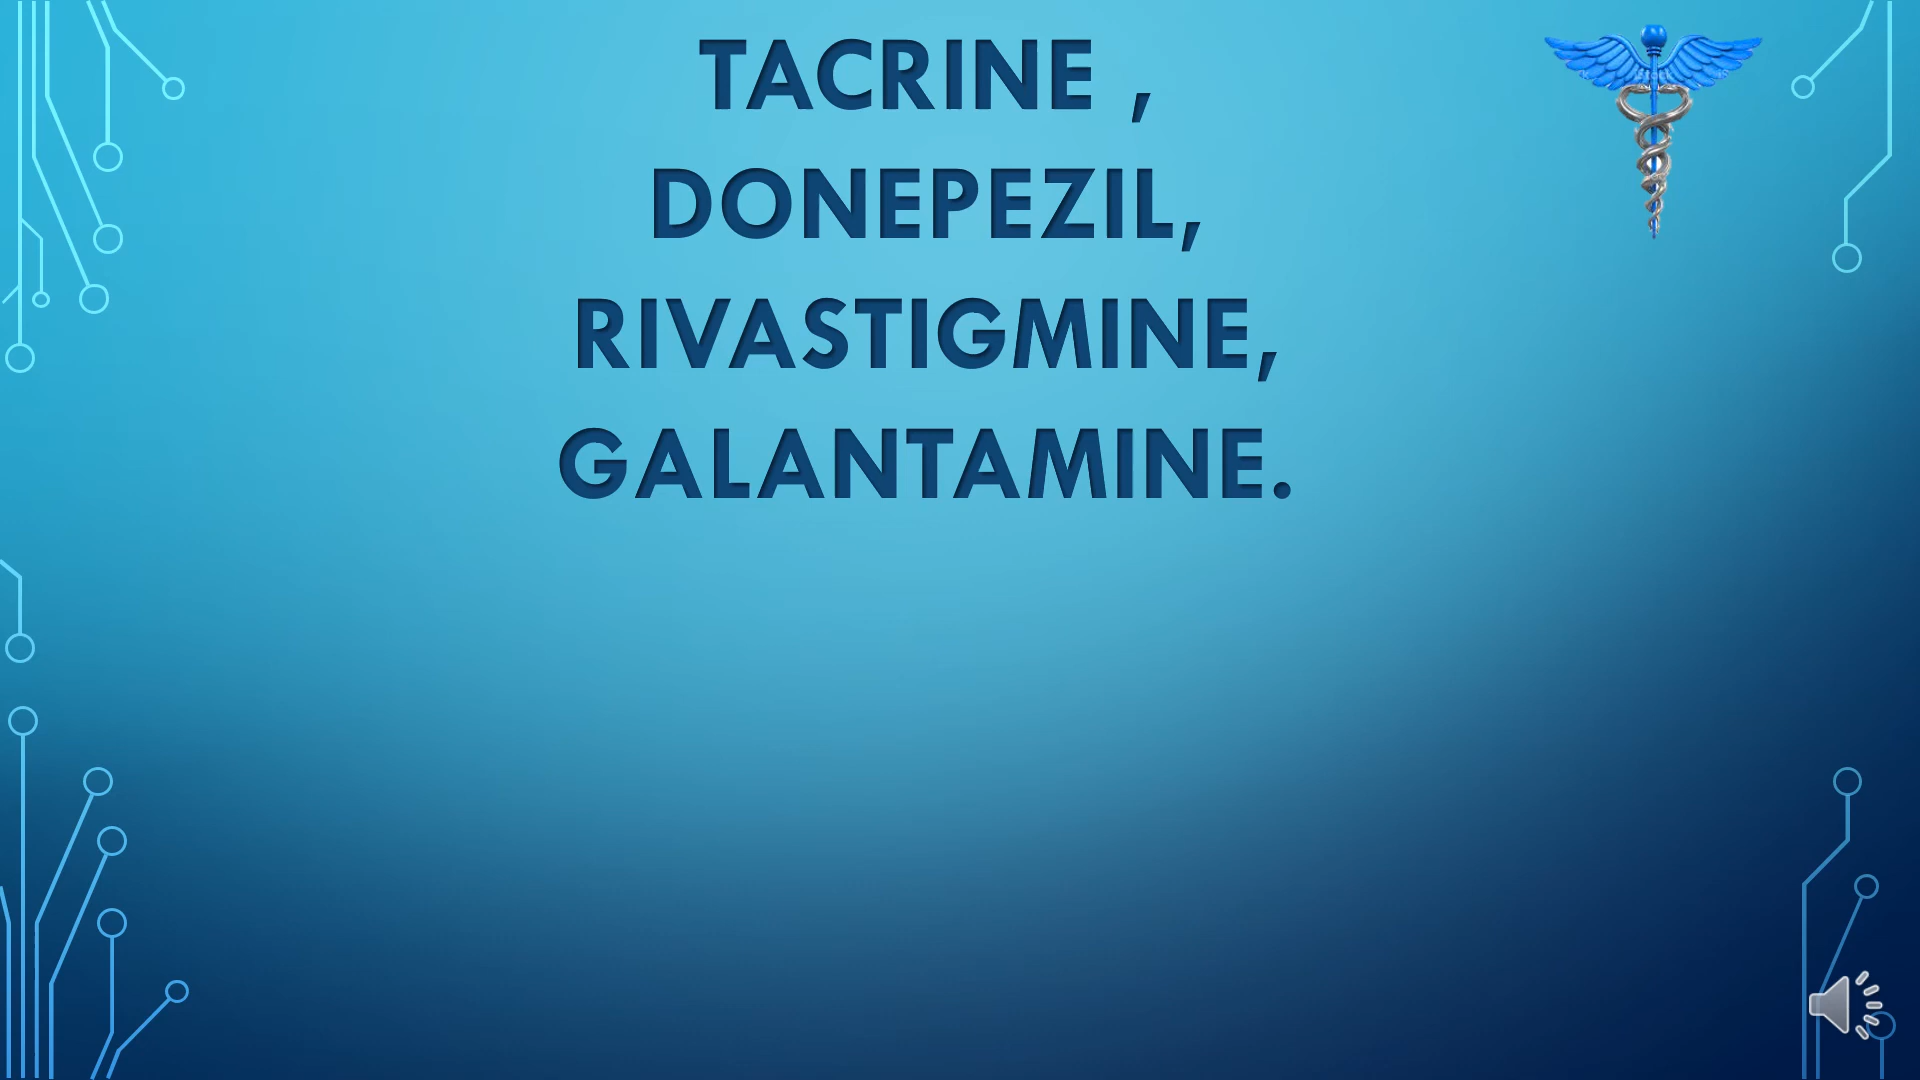 TACRINE ,
DONEPEZIL,
RIVASTIGMINE,
GALANTAMINE.